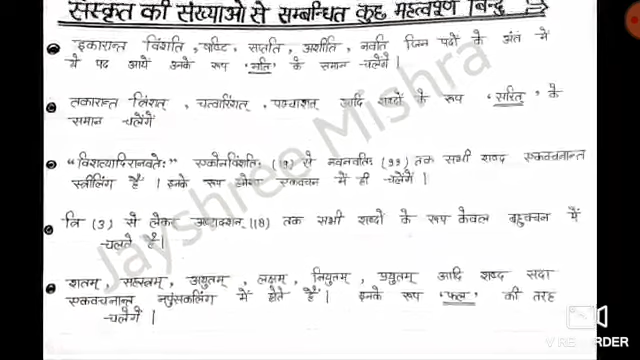 संस्कृत की संख्याओं से सम्बन्धित कुछ महत्वपूर्ण बिन्दु
इकारान्त विंशति, षष्टि, सप्तति, अशीति, नवति जिन पदों के अंत में
ये पद आयें उनके रूप 'मति' के समान चलेंगे।
तकारान्त त्रिंशत्, चत्वारिंशत्, पञ्चाशत् आदि शब्दों के रूप 'सरित्' के
समान चलेंगें
"विंशत्यादिरानवतेः" एकोनविंशतिः (19) से नवनवतिः (99) तक सभी शब्द एकवचनान्त
स्त्रीलिंग हैं। इनके रूप हमेशा एकवचन में ही चलेंगें।
त्रि (3) से लेकर अष्टादशन् (18) तक सभी शब्दों के रूप केवल बहुवचन में
चलते हैं।
शतम्, सहस्त्रम्, अयुतम्, लक्षम्, नियुतम्, प्रयुतम् आदि शब्द सदा
एकवचनान्त नपुंसकलिंग में होते हैं। इनके रूप 'फल' की तरह
चलेगें।
Jayshree Mishra
RECORDER